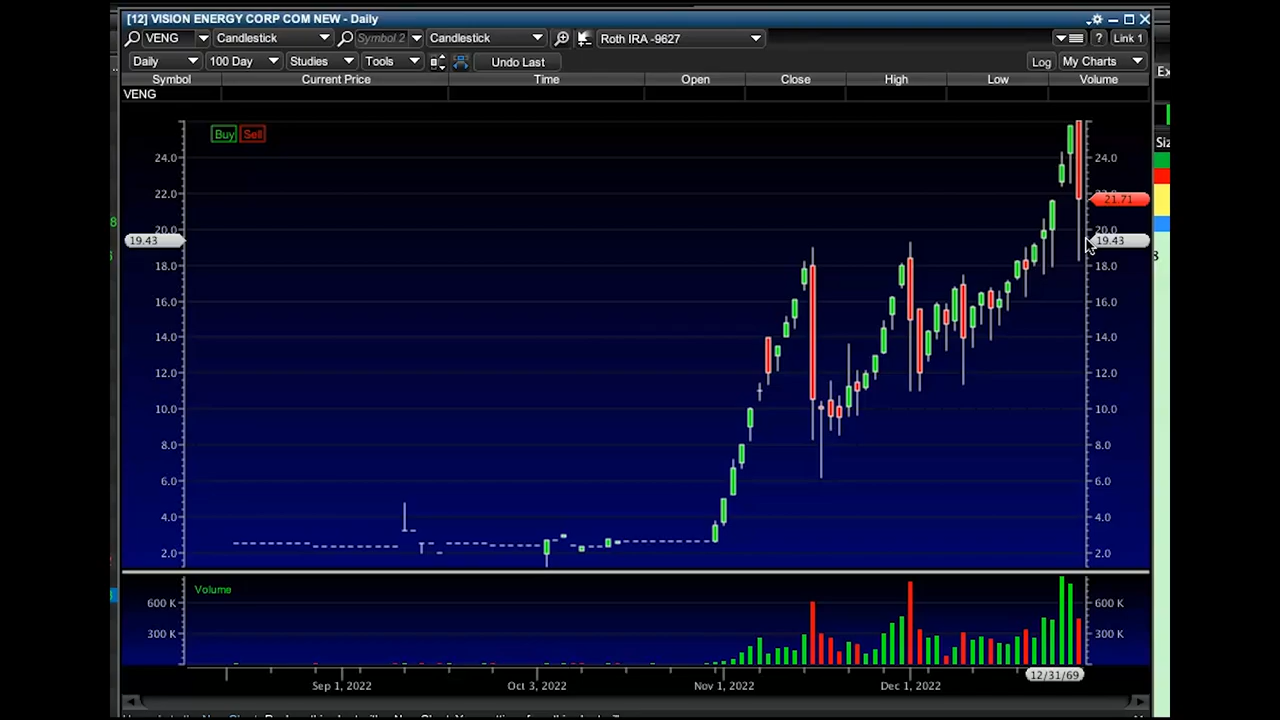 [12] VISION ENERGY CORP COM NEW - Daily
VENG Candlestick Symbol 2 Candlestick Roth IRA -9627 ? Link 1
Daily 100 Day Studies Tools Undo Last Log My Charts
Symbol Current Price Time Open Close High Low Volume
VENG
Buy Sell
24.0 24.0
22.0
21.71
20.0 20.0
19.43 19.43
18.0 18.0
16.0 16.0
14.0 14.0
12.0 12.0
10.0 10.0
8.0 8.0
6.0 6.0
4.0 4.0
2.0 2.0
Volume
600 K 600 K
300 K 300 K
Sep 1, 2022 Oct 3, 2022 Nov 1, 2022 Dec 1, 2022 12/31/69